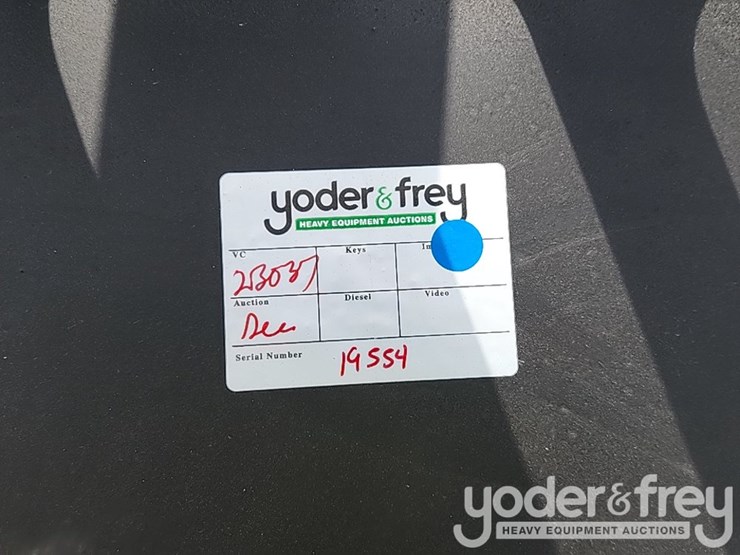 yoder & frey
HEAVY EQUIPMENT AUCTIONS
VC Keys
23037
Auction Diesel Video
Dec
Serial Number 19554
yoder & frey
HEAVY EQUIPMENT AUCTIONS